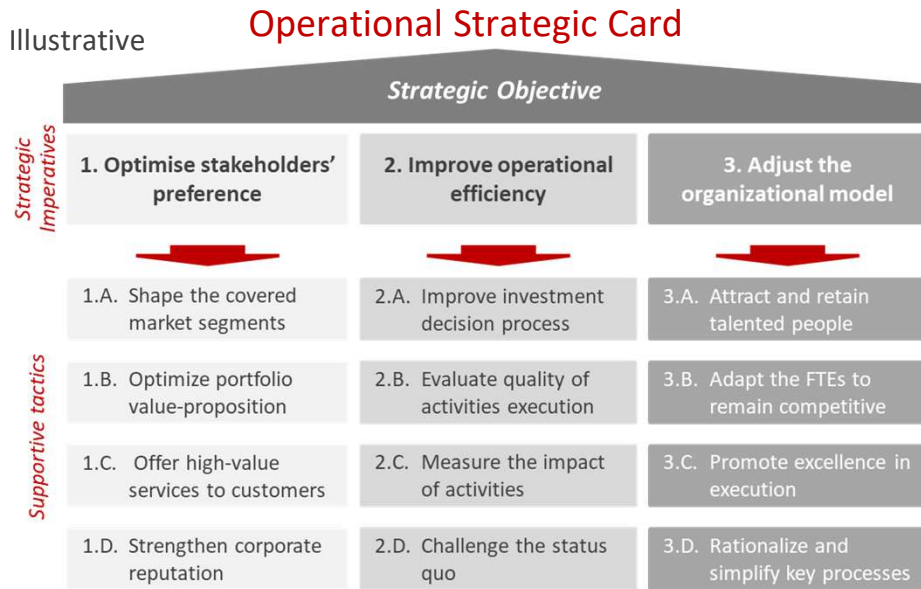 Illustrative
Operational Strategic Card
Strategic Objective
Strategic
Imperatives
1. Optimise stakeholders'
preference
2. Improve operational
efficiency
3. Adjust the
organizational model
Supportive tactics
1.A. Shape the covered
market segments
2.A. Improve investment
decision process
3.A. Attract and retain
talented people
1.B. Optimize portfolio
value-proposition
2.B. Evaluate quality of
activities execution
3.B. Adapt the FTEs to
remain competitive
1.C. Offer high-value
services to customers
2.C. Measure the impact
of activities
3.C. Promote excellence in
execution
1.D. Strengthen corporate
reputation
2.D. Challenge the status
quo
3.D. Rationalize and
simplify key processes